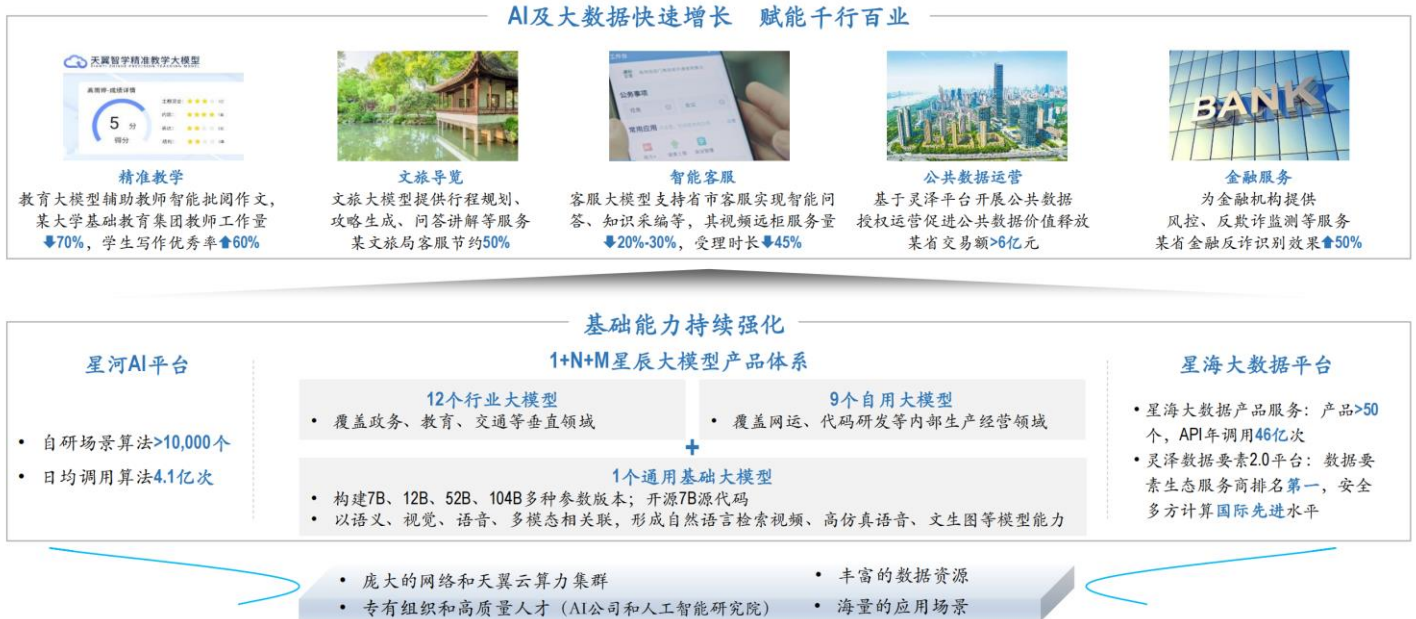 AI及大数据快速增长 赋能千行百业
天翼智学精准教学大模型
高周师-成绩详情
5 分
得分
内容:
精准教学
教育大模型辅助教师智能批阅作文,
某大学基础教育集团教师工作量
⬇70%, 学生写作优秀率⬆60%
文旅导览
文旅大模型提供行程规划、
攻略生成、问答讲解等服务
某文旅局客服节约50%
公务事项
常用应用
智能客服
客服大模型支持省市客服实现智能问
答、知识采编等, 其视频远柜服务量
⬇20%-30%, 受理时长⬇45%
公共数据运营
基于灵泽平台开展公共数据
授权运营促进公共数据价值释放
某省交易额>6亿元
BANK
金融服务
为金融机构提供
风控、反欺诈监测等服务
某省金融反诈识别效果⬆50%
基础能力持续强化
星河AI平台
• 自研场景算法>10,000个
• 日均调用算法4.1亿次
1+N+M星辰大模型产品体系
12个行业大模型
• 覆盖政务、教育、交通等垂直领域
9个自用大模型
• 覆盖网运、代码研发等内部生产经营领域
+
1个通用基础大模型
• 构建7B、12B、52B、104B多种参数版本; 开源7B源代码
• 以语义、视觉、语音、多模态相关联, 形成自然语言检索视频、高仿真语音、文生图等模型能力
星海大数据平台
• 星海大数据产品服务: 产品>50
个, API年调用46亿次
• 灵泽数据要素2.0平台: 数据要
素生态服务商排名第一, 安全
多方计算国际先进水平
• 庞大的网络和天翼云算力集群
• 专有组织和高质量人才 (AI公司和人工智能研究院)
• 丰富的数据资源
• 海量的应用场景